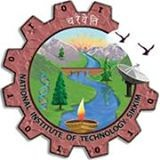 चरैवेति
NATIONAL INSTITUTE OF TECHNOLOGY SIKKIM